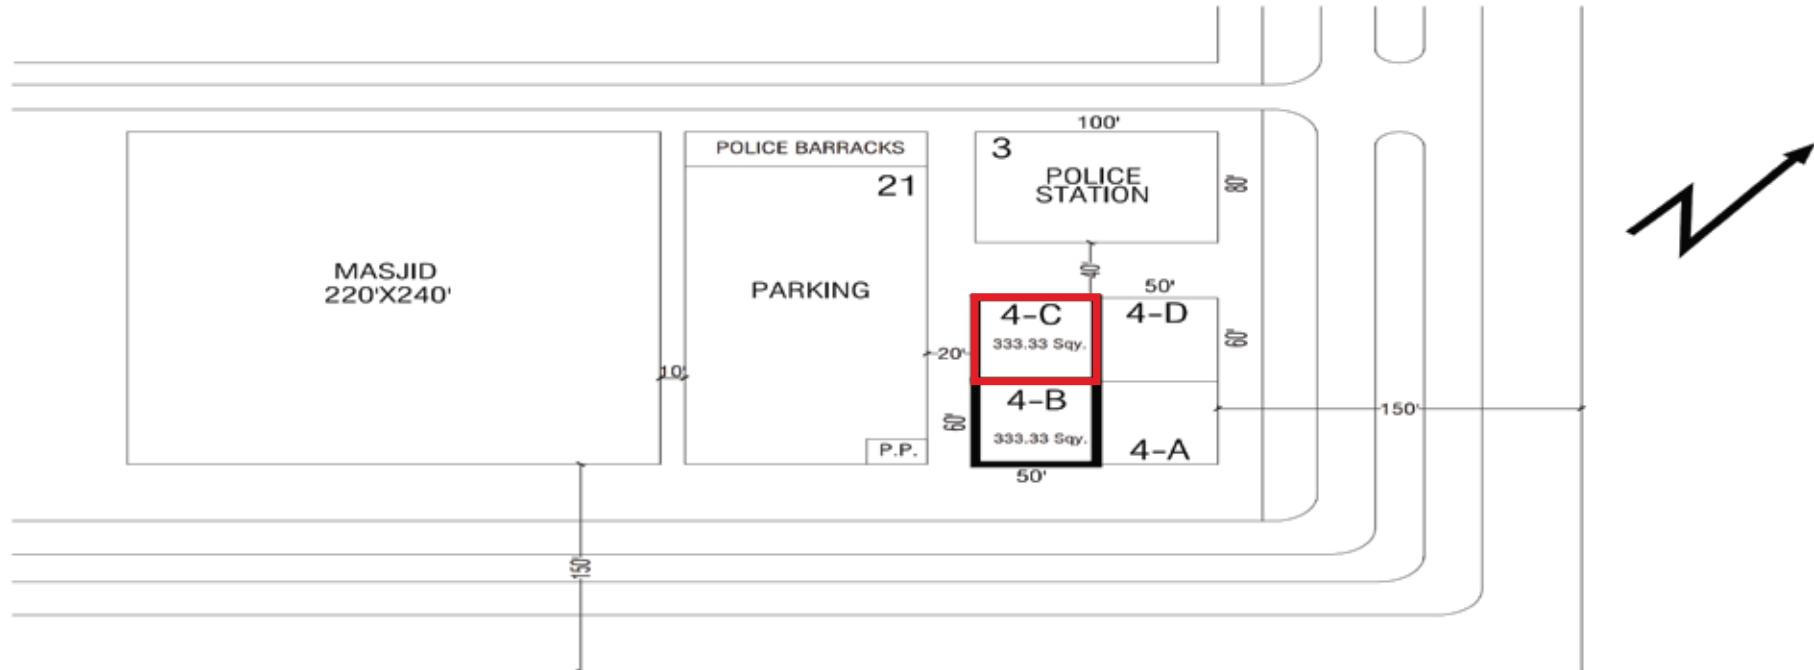 100'
POLICE BARRACKS
3
21
POLICE
STATION
80'
MASJID
220'X240'
PARKING
40'
50'
4-C
4-D
333.33 Sqy.
60'
20'
10'
4-B
60'
150'
333.33 Sqy.
4-A
P.P.
50'
150'